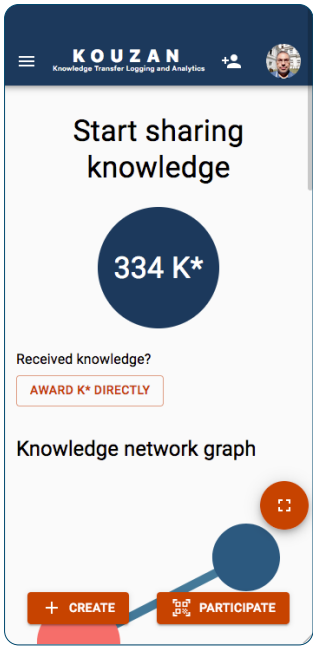 KOUZAN
Knowledge Transfer Logging and Analytics
Start sharing
knowledge
334 K*
Received knowledge?
AWARD K* DIRECTLY
Knowledge network graph
CREATE
PARTICIPATE